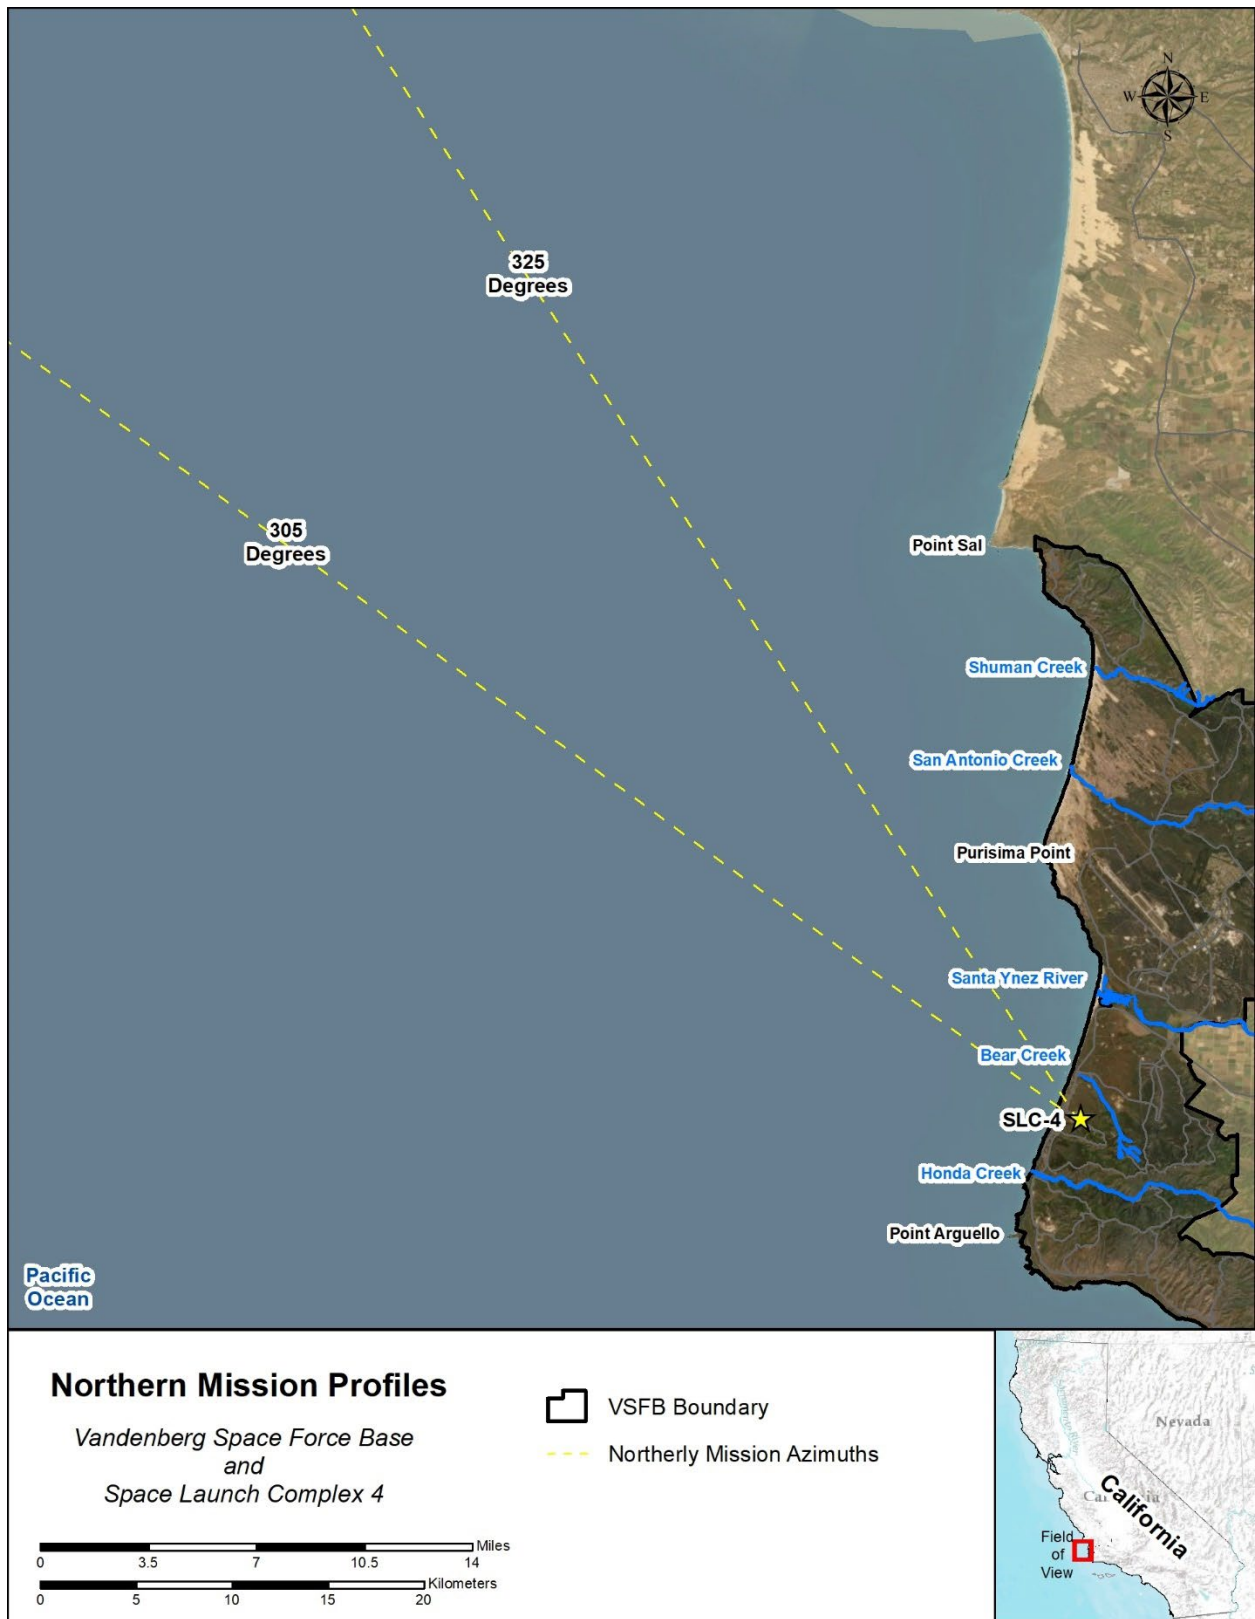 N
W
E
S
325
Degrees
305
Degrees
Point Sal
Shuman Creek
San Antonio Creek
Purisima Point
Santa Ynez River
Bear Creek
SLC-4
Honda Creek
Point Arguello
Pacific
Ocean
Northern Mission Profiles
Vandenberg Space Force Base
and
Space Launch Complex 4
VSFB Boundary
Northerly Mission Azimuths
Miles
0 3.5 7 10.5 14
Kilometers
0 5 10 15 20
Nevada
California
Field
of
View